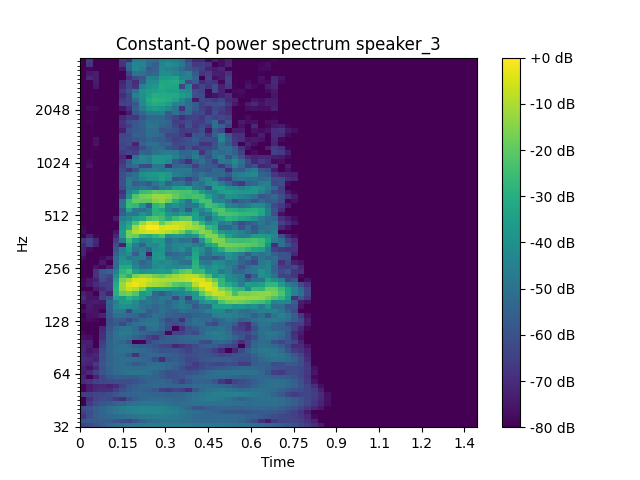 Constant-Q power spectrum speaker_3
Hz
2048
1024
512
256
128
64
32
0 0.15 0.3 0.45 0.6 0.75 0.9 1.1 1.2 1.4
Time
+0 dB
-10 dB
-20 dB
-30 dB
-40 dB
-50 dB
-60 dB
-70 dB
-80 dB